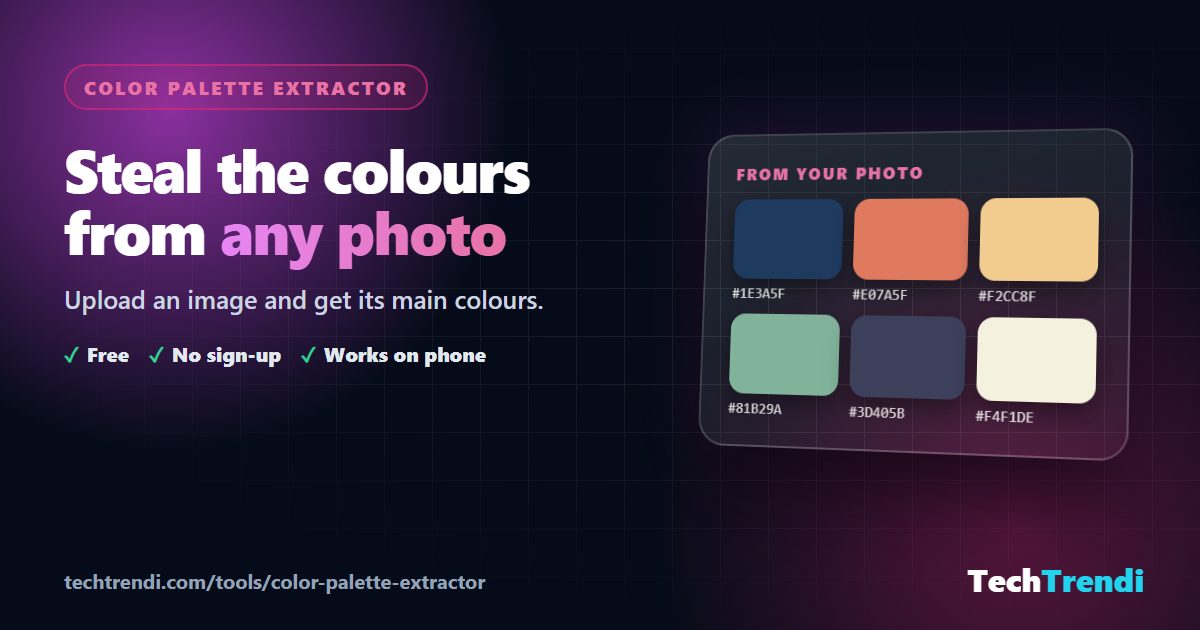 COLOR PALETTE EXTRACTOR
Steal the colours
from any photo
Upload an image and get its main colours.
✓ Free ✓ No sign-up ✓ Works on phone
FROM YOUR PHOTO
#1E3A5F #E07A5F #F2CC8F
#81B29A #3D405B #F4F1DE
techtrendi.com/tools/color-palette-extractor
TechTrendi